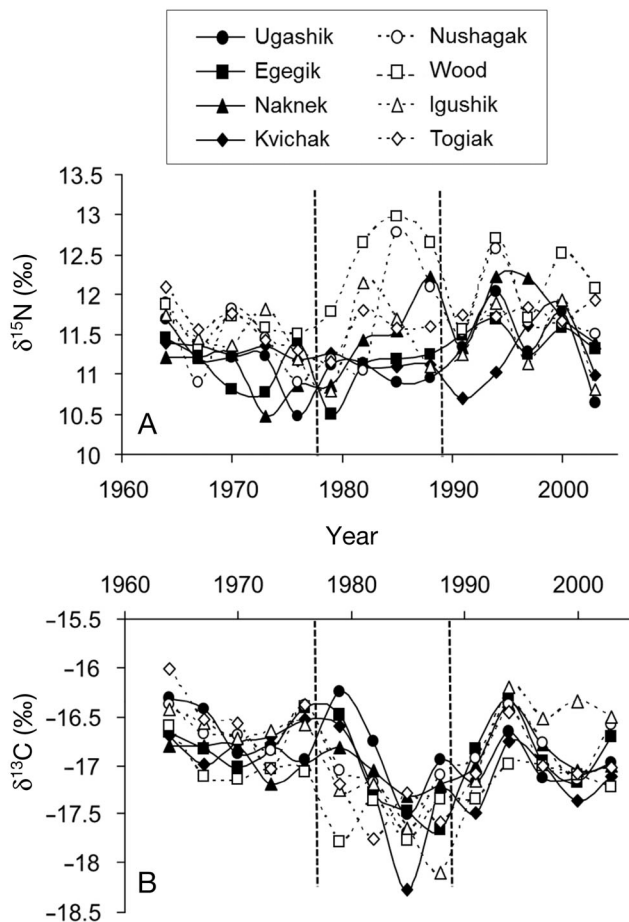 Ugashik Nushagak
Egegik Wood
Naknek Igushik
Kvichak Togiak
13.5
13
12.5
12
11.5
11
10.5
10
δ15N (‰)
A
1960 1970 1980 1990 2000
Year
1960 1970 1980 1990 2000
−15.5
−16
−16.5
−17
−17.5
−18
−18.5
δ13C (‰)
B